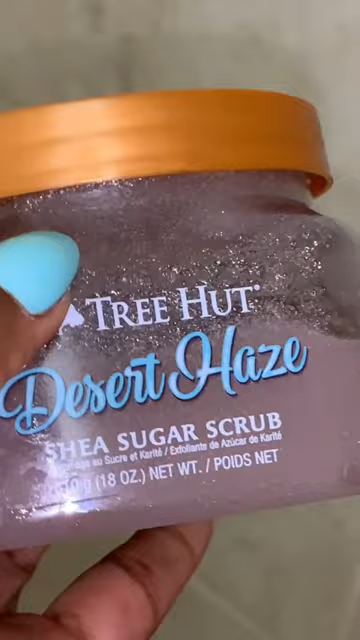 TREE HUT
Desert Haze
SHEA SUGAR SCRUB
au Sucre et Karité / Exfoliante de Azúcar de Karité
(18 OZ.) NET WT. / POIDS NET